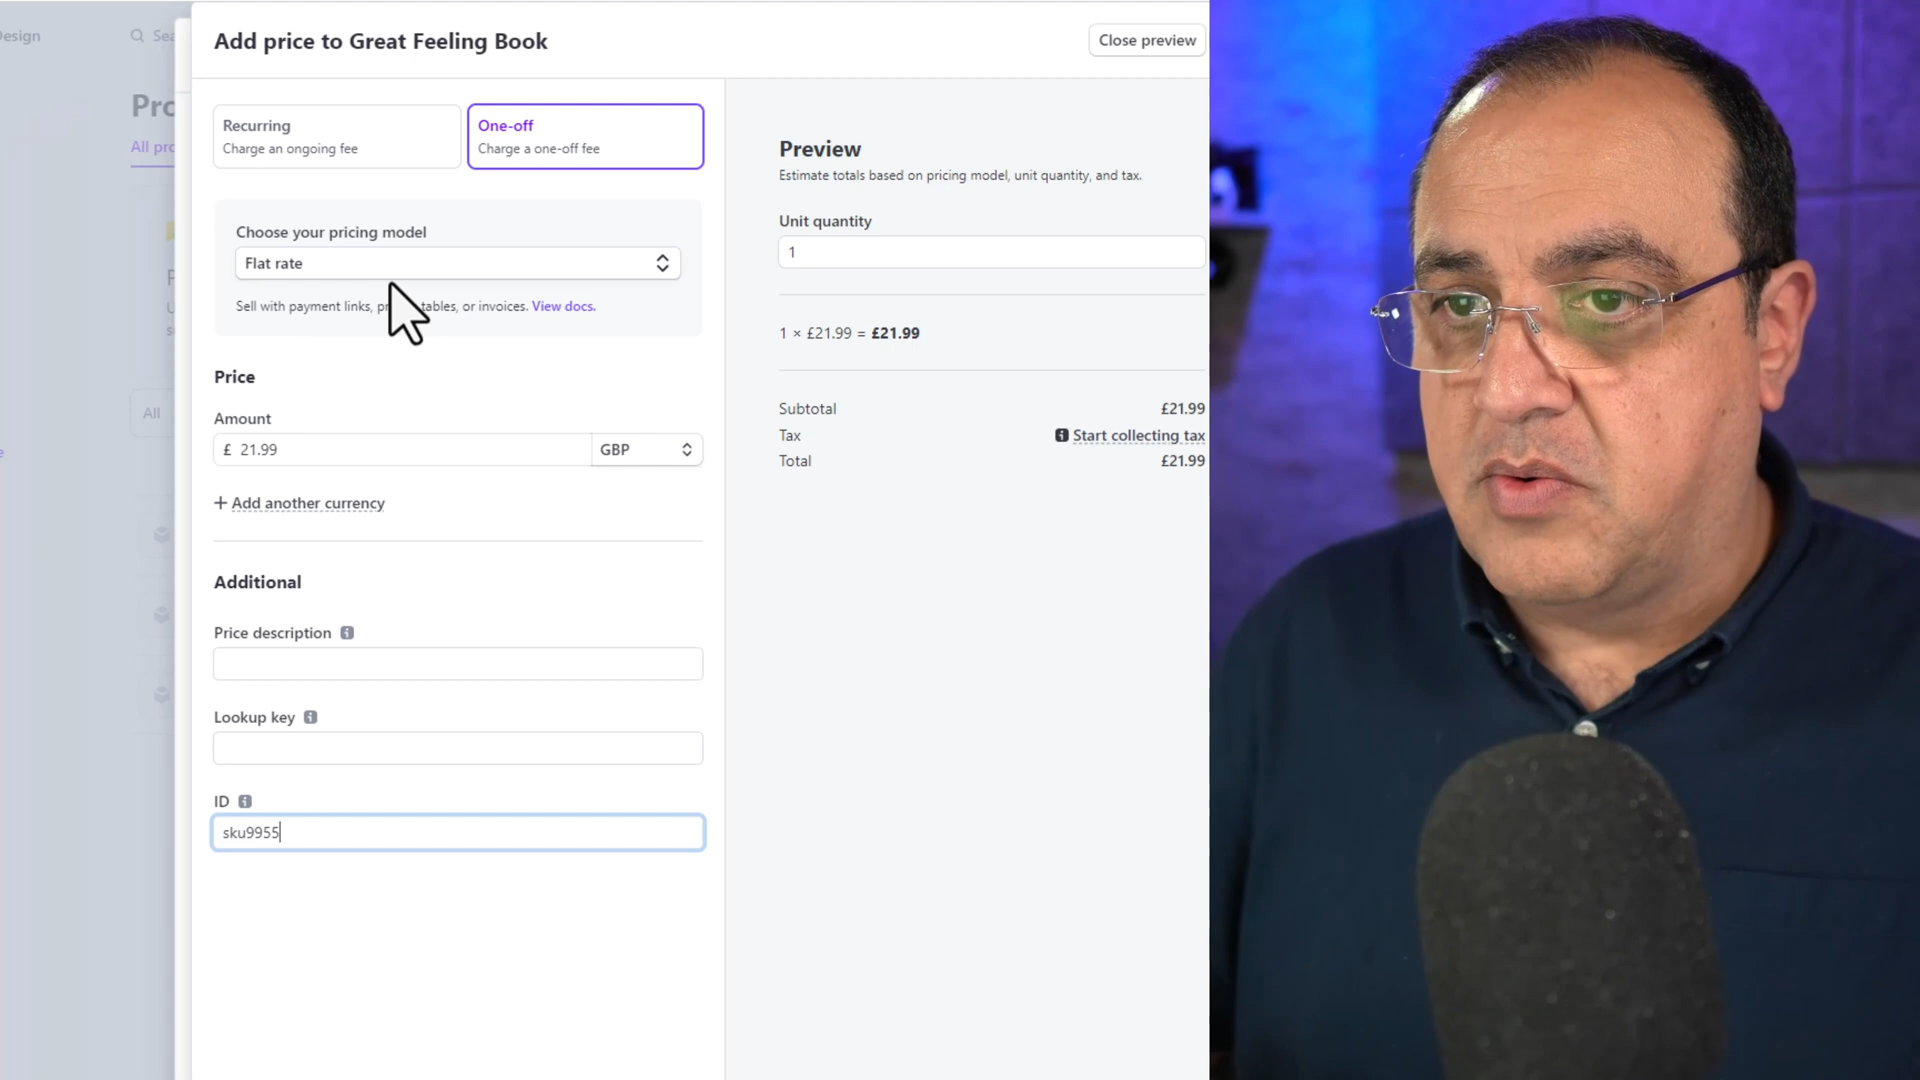 Design
Sea
Add price to Great Feeling Book
Close preview
Pro
All pro
Recurring
Charge an ongoing fee
One-off
Charge a one-off fee
Choose your pricing model
Flat rate
Sell with payment links, tables, or invoices. View docs.
Price
Amount
£ 21.99
GBP
+ Add another currency
Additional
Price description
Lookup key
ID
sku9955
All
Preview
Estimate totals based on pricing model, unit quantity, and tax.
Unit quantity
1
1 × £21.99 = £21.99
Subtotal £21.99
Tax Start collecting tax
Total £21.99